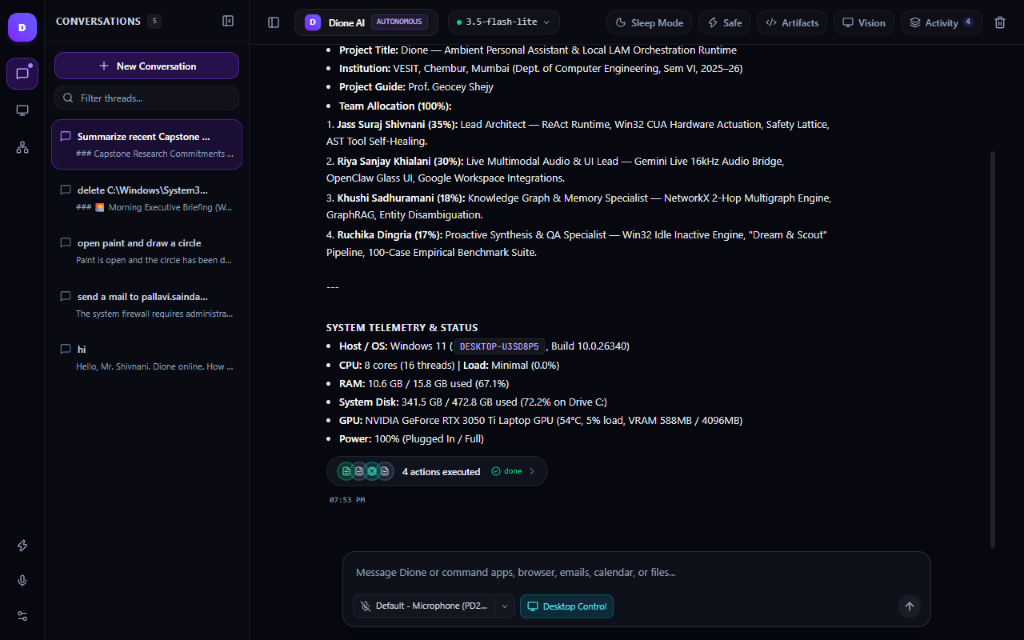 D
CONVERSATIONS 5
New Conversation
Filter threads...
Summarize recent Capstone ...
### Capstone Research Commitments ...
delete C:\Windows\System3...
### 🌅 Morning Executive Briefing (W...
open paint and draw a circle
Paint is open and the circle has been d...
send a mail to pallavi.sainda...
The system firewall requires administra...
hi
Hello, Mr. Shivnani. Dione online. How ...
D Dione AI AUTONOMOUS
3.5-flash-lite
Sleep Mode
Safe
Artifacts
Vision
Activity 4
• Project Title: Dione — Ambient Personal Assistant & Local LAM Orchestration Runtime
• Institution: VESIT, Chembur, Mumbai (Dept. of Computer Engineering, Sem VI, 2025–26)
• Project Guide: Prof. Geocey Shejy
• Team Allocation (100%):
1. Jass Suraj Shivnani (35%): Lead Architect — ReAct Runtime, Win32 CUA Hardware Actuation, Safety Lattice,
AST Tool Self-Healing.
2. Riya Sanjay Khialani (30%): Live Multimodal Audio & UI Lead — Gemini Live 16kHz Audio Bridge,
OpenClaw Glass UI, Google Workspace Integrations.
3. Khushi Sadhuramani (18%): Knowledge Graph & Memory Specialist — NetworkX 2-Hop Multigraph Engine,
GraphRAG, Entity Disambiguation.
4. Ruchika Dingria (17%): Proactive Synthesis & QA Specialist — Win32 Idle Inactive Engine, "Dream & Scout"
Pipeline, 100-Case Empirical Benchmark Suite.
---
SYSTEM TELEMETRY & STATUS
• Host / OS: Windows 11 ( DESKTOP-U3SD8P5 , Build 10.0.26340)
• CPU: 8 cores (16 threads) | Load: Minimal (0.0%)
• RAM: 10.6 GB / 15.8 GB used (67.1%)
• System Disk: 341.5 GB / 472.8 GB used (72.2% on Drive C:)
• GPU: NVIDIA GeForce RTX 3050 Ti Laptop GPU (54°C, 5% load, VRAM 588MB / 4096MB)
• Power: 100% (Plugged In / Full)
4 actions executed done
07:53 PM
Message Dione or command apps, browser, emails, calendar, or files...
Default - Microphone (PD2...
Desktop Control